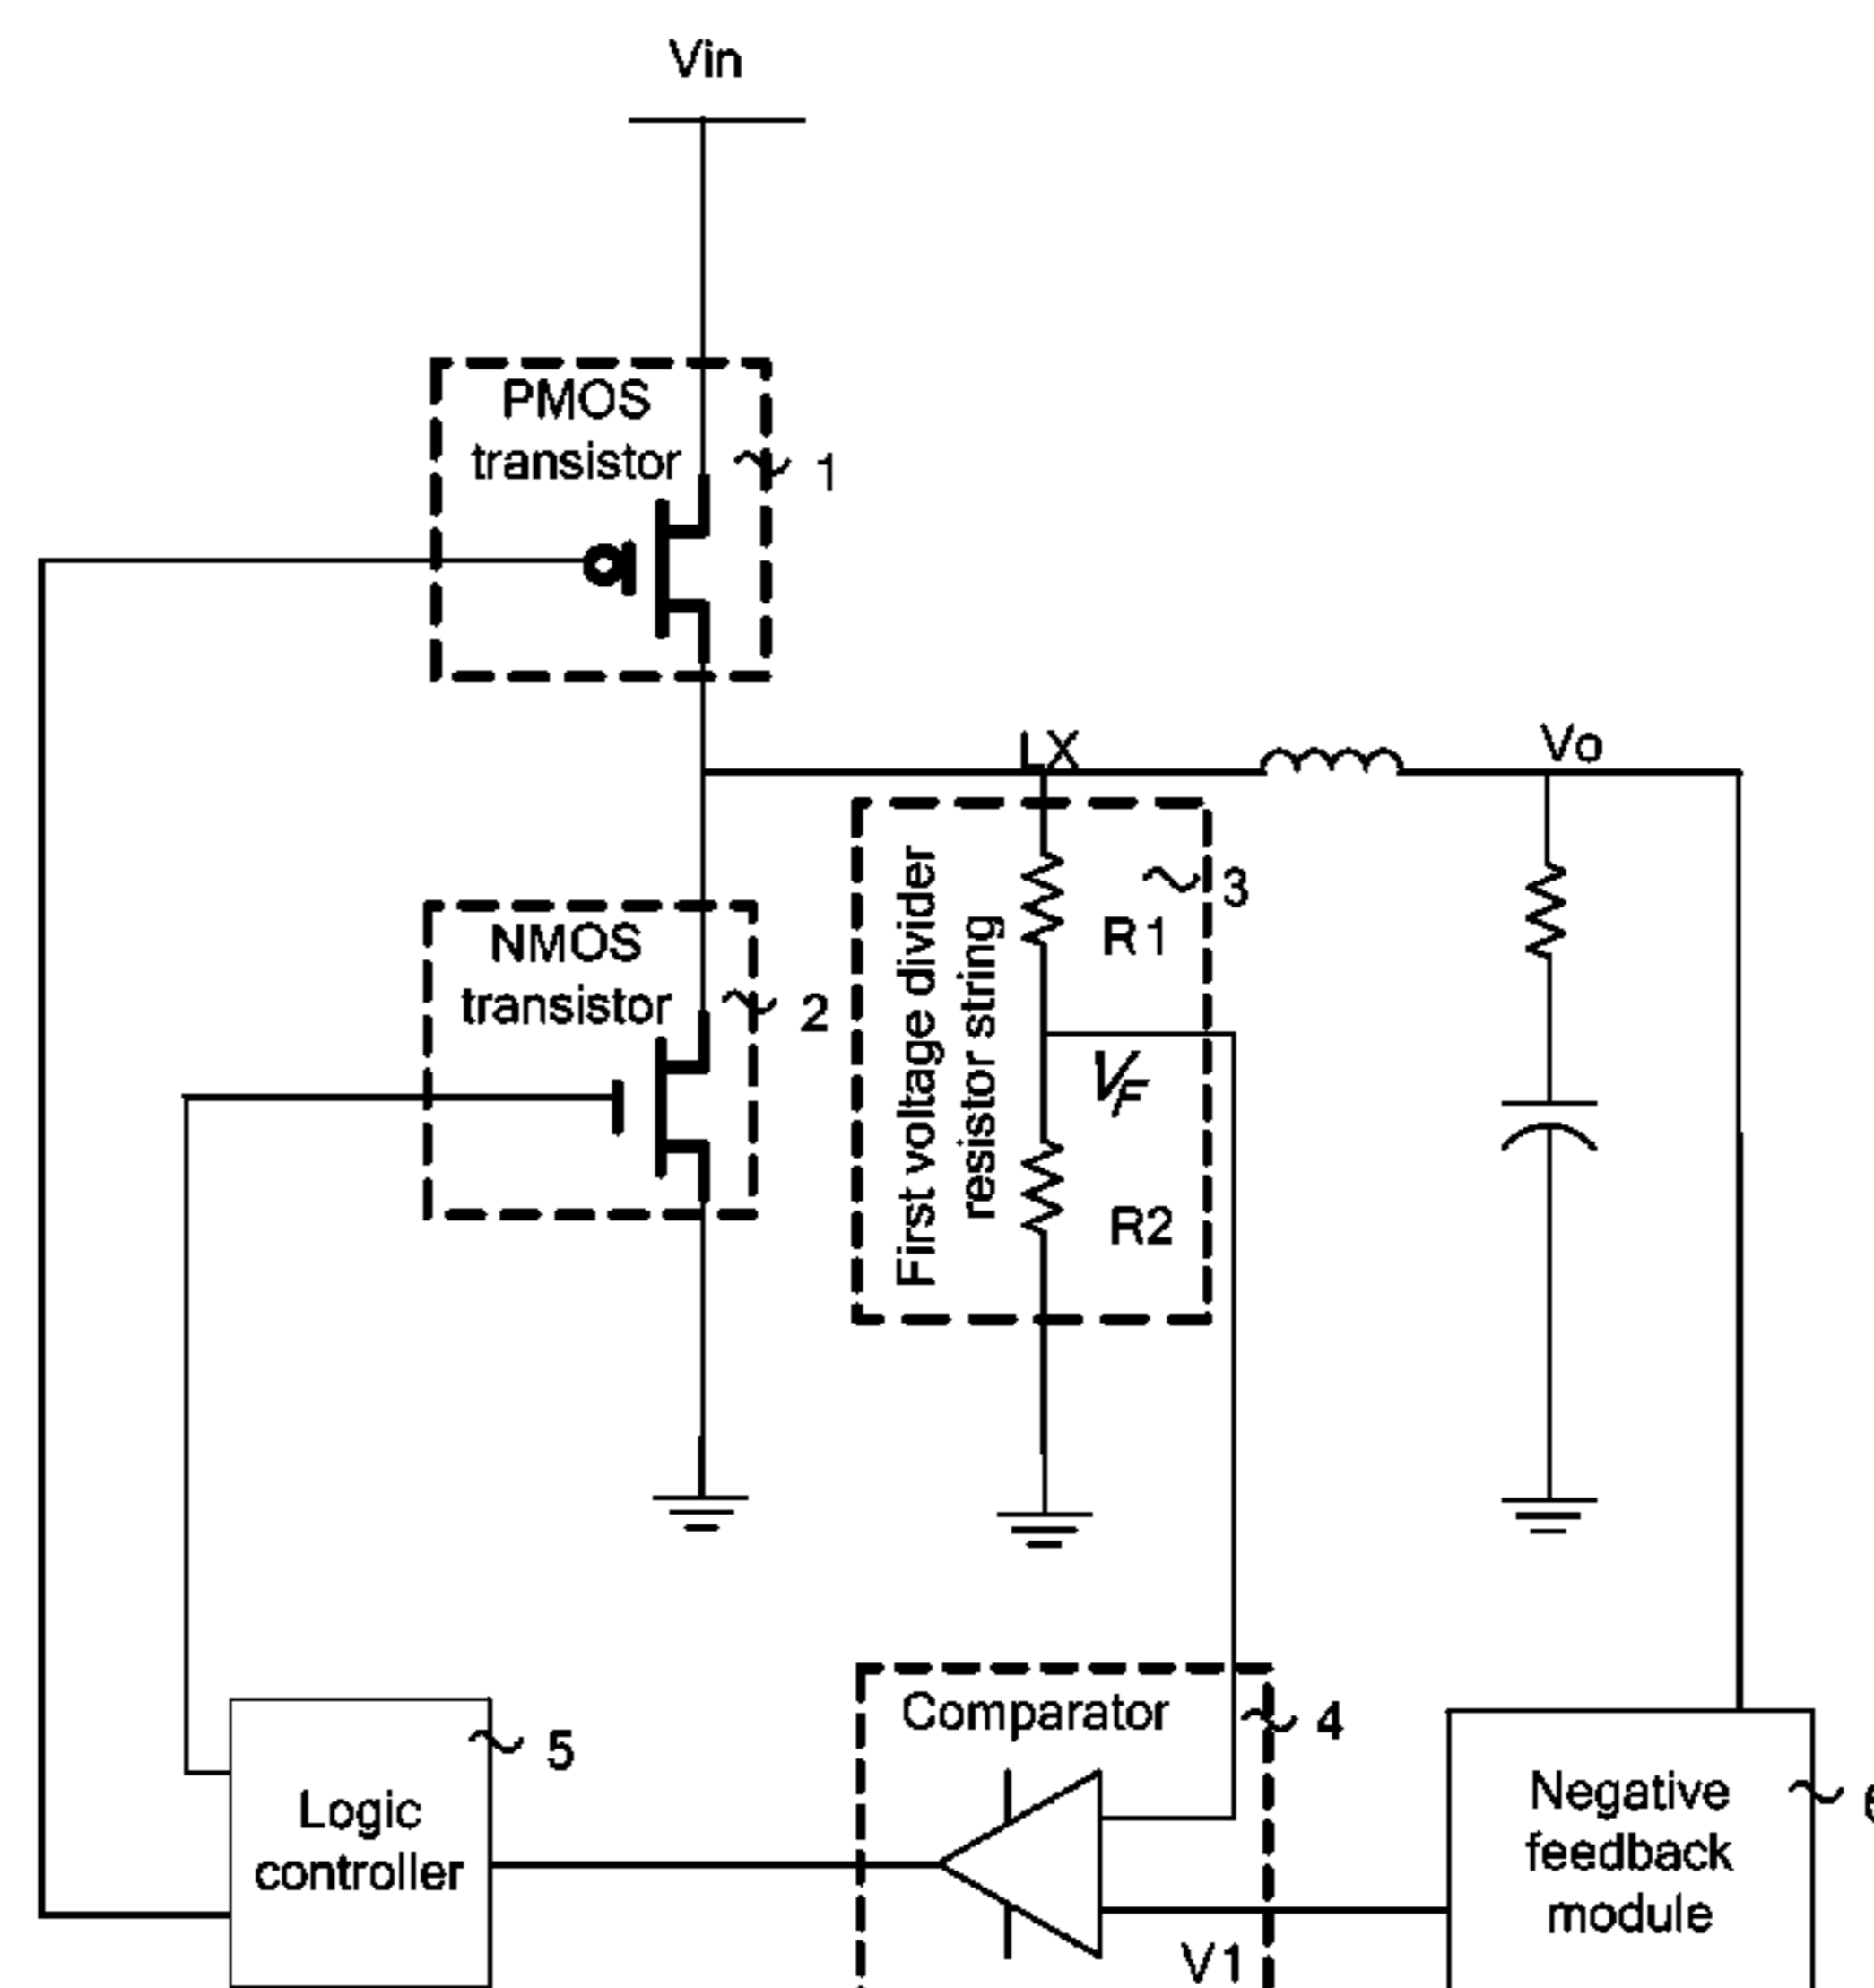 Vin
PMOS
transistor
1
LX
Vo
First voltage divider
resistor string
3
R1
NMOS
transistor
2
VF
R2
Comparator
4
5
Logic
controller
Negative
feedback
module
V1